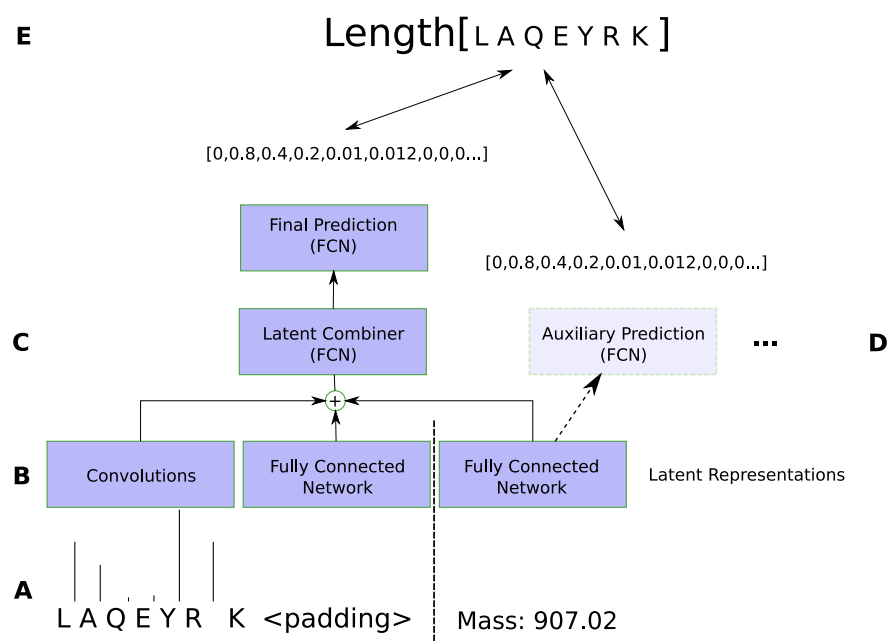 E
Length[L A Q E Y R K ]
[0,0.8,0.4,0.2,0.01,0.012,0,0,0...]
Final Prediction
(FCN)
[0,0.8,0.4,0.2,0.01,0.012,0,0,0...]
C
Latent Combiner
(FCN)
Auxiliary Prediction
(FCN)
...
D
+
B
Convolutions
Fully Connected
Network
Fully Connected
Network
Latent Representations
A
L A Q E Y R K <padding>
Mass: 907.02